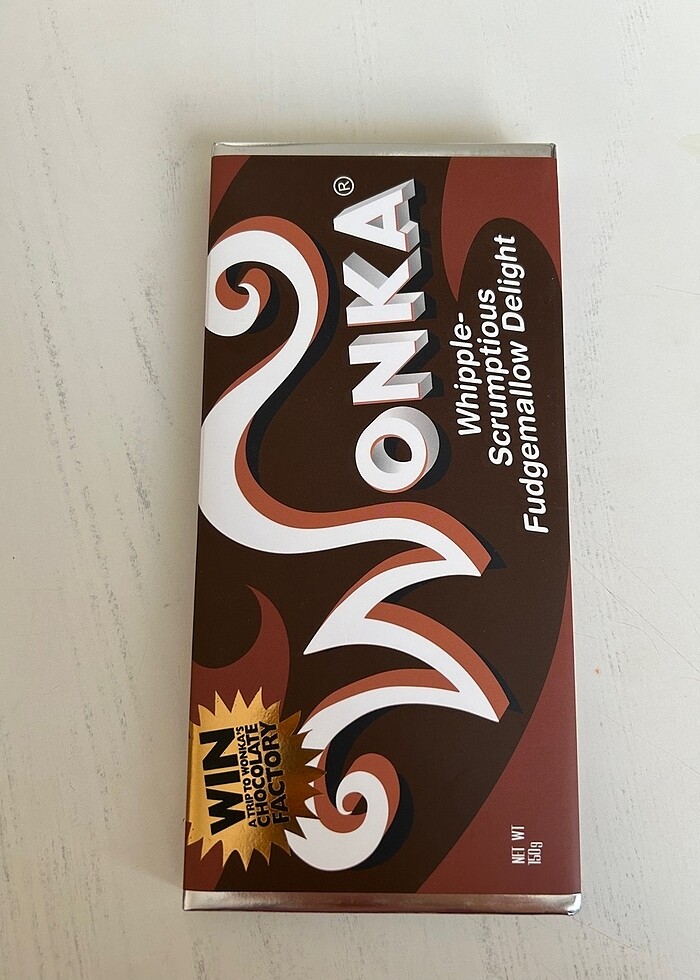 WONKA®
Whipple-
Scrumptious
Fudgemallow Delight
WIN
A TRIP TO WONKA'S
CHOCOLATE
FACTORY
NET WT
150g